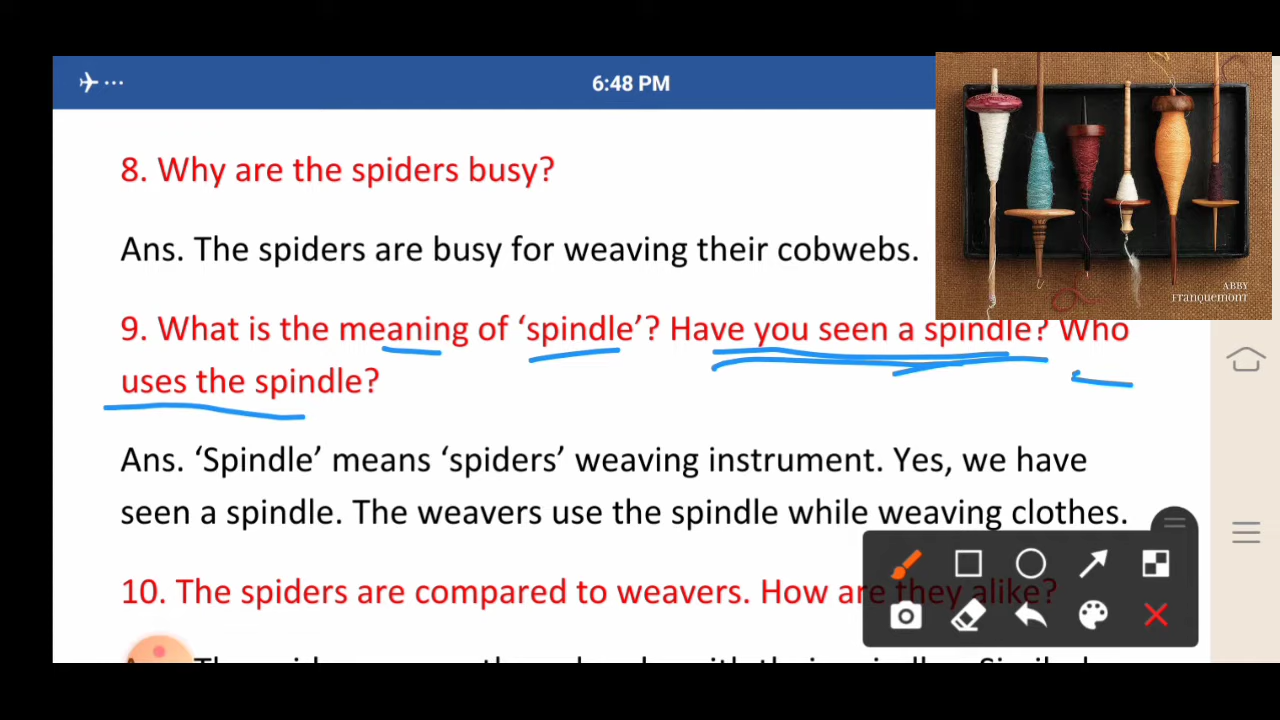 6:48 PM
8. Why are the spiders busy?
Ans. The spiders are busy for weaving their cobwebs.
ABBY
Franquemont
9. What is the meaning of ‘spindle’? Have you seen a spindle? Who
uses the spindle?
Ans. ‘Spindle’ means ‘spiders’ weaving instrument. Yes, we have
seen a spindle. The weavers use the spindle while weaving clothes.
10. The spiders are compared to weavers. How are they alike?